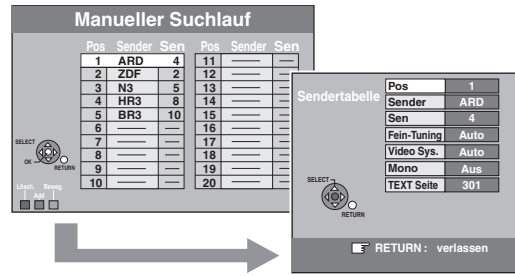 Manueller Suchlauf
Pos Sender Sen Pos Sender Sen
1 ARD 4 11 —— —
2 ZDF 2 12 —— —
3 N3 5 13 ——
4 HR3 8 14 ——
5 BR3 10 15 ——
6 —— — 16 ——
7 —— — 17 ——
8 —— — 18 ——
9 —— — 19 ——
10 —— — 20 ——
SELECT
OK
RETURN
Lösch. Beweg.
Add
Sendertabelle
Pos 1
Sender ARD
Sen 4
Fein-Tuning Auto
Video Sys. Auto
Mono Aus
TEXT Seite 301
SELECT
RETURN
RETURN : verlassen